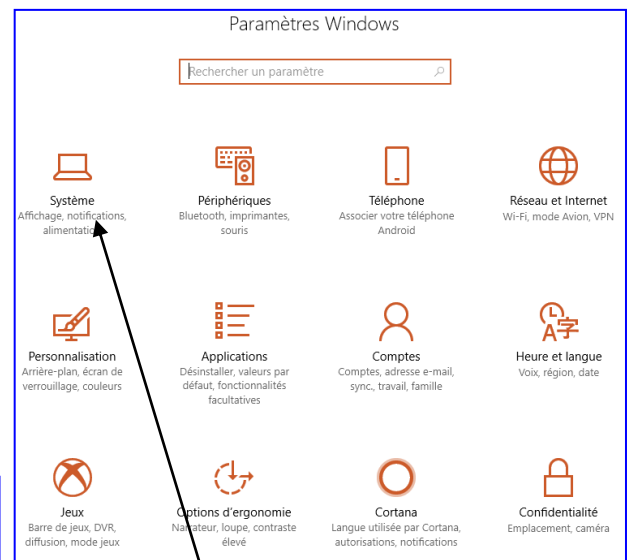 Paramètres Windows
Rechercher un paramètre
Système
Affichage, notifications,
alimentation
Périphériques
Bluetooth, imprimantes,
souris
Téléphone
Associer votre téléphone
Android
Réseau et Internet
Wi-Fi, mode Avion, VPN
Personnalisation
Arrière-plan, écran de
verrouillage, couleurs
Applications
Désinstaller, valeurs par
défaut, fonctionnalités
facultatives
Comptes
Comptes, adresse e-mail,
sync., travail, famille
Heure et langue
Voix, région, date
Jeux
Barre de jeux, DVR,
diffusion, mode jeux
Options d'ergonomie
Narrateur, loupe, contraste
élevé
Cortana
Langue utilisée par Cortana,
autorisations, notifications
Confidentialité
Emplacement, caméra